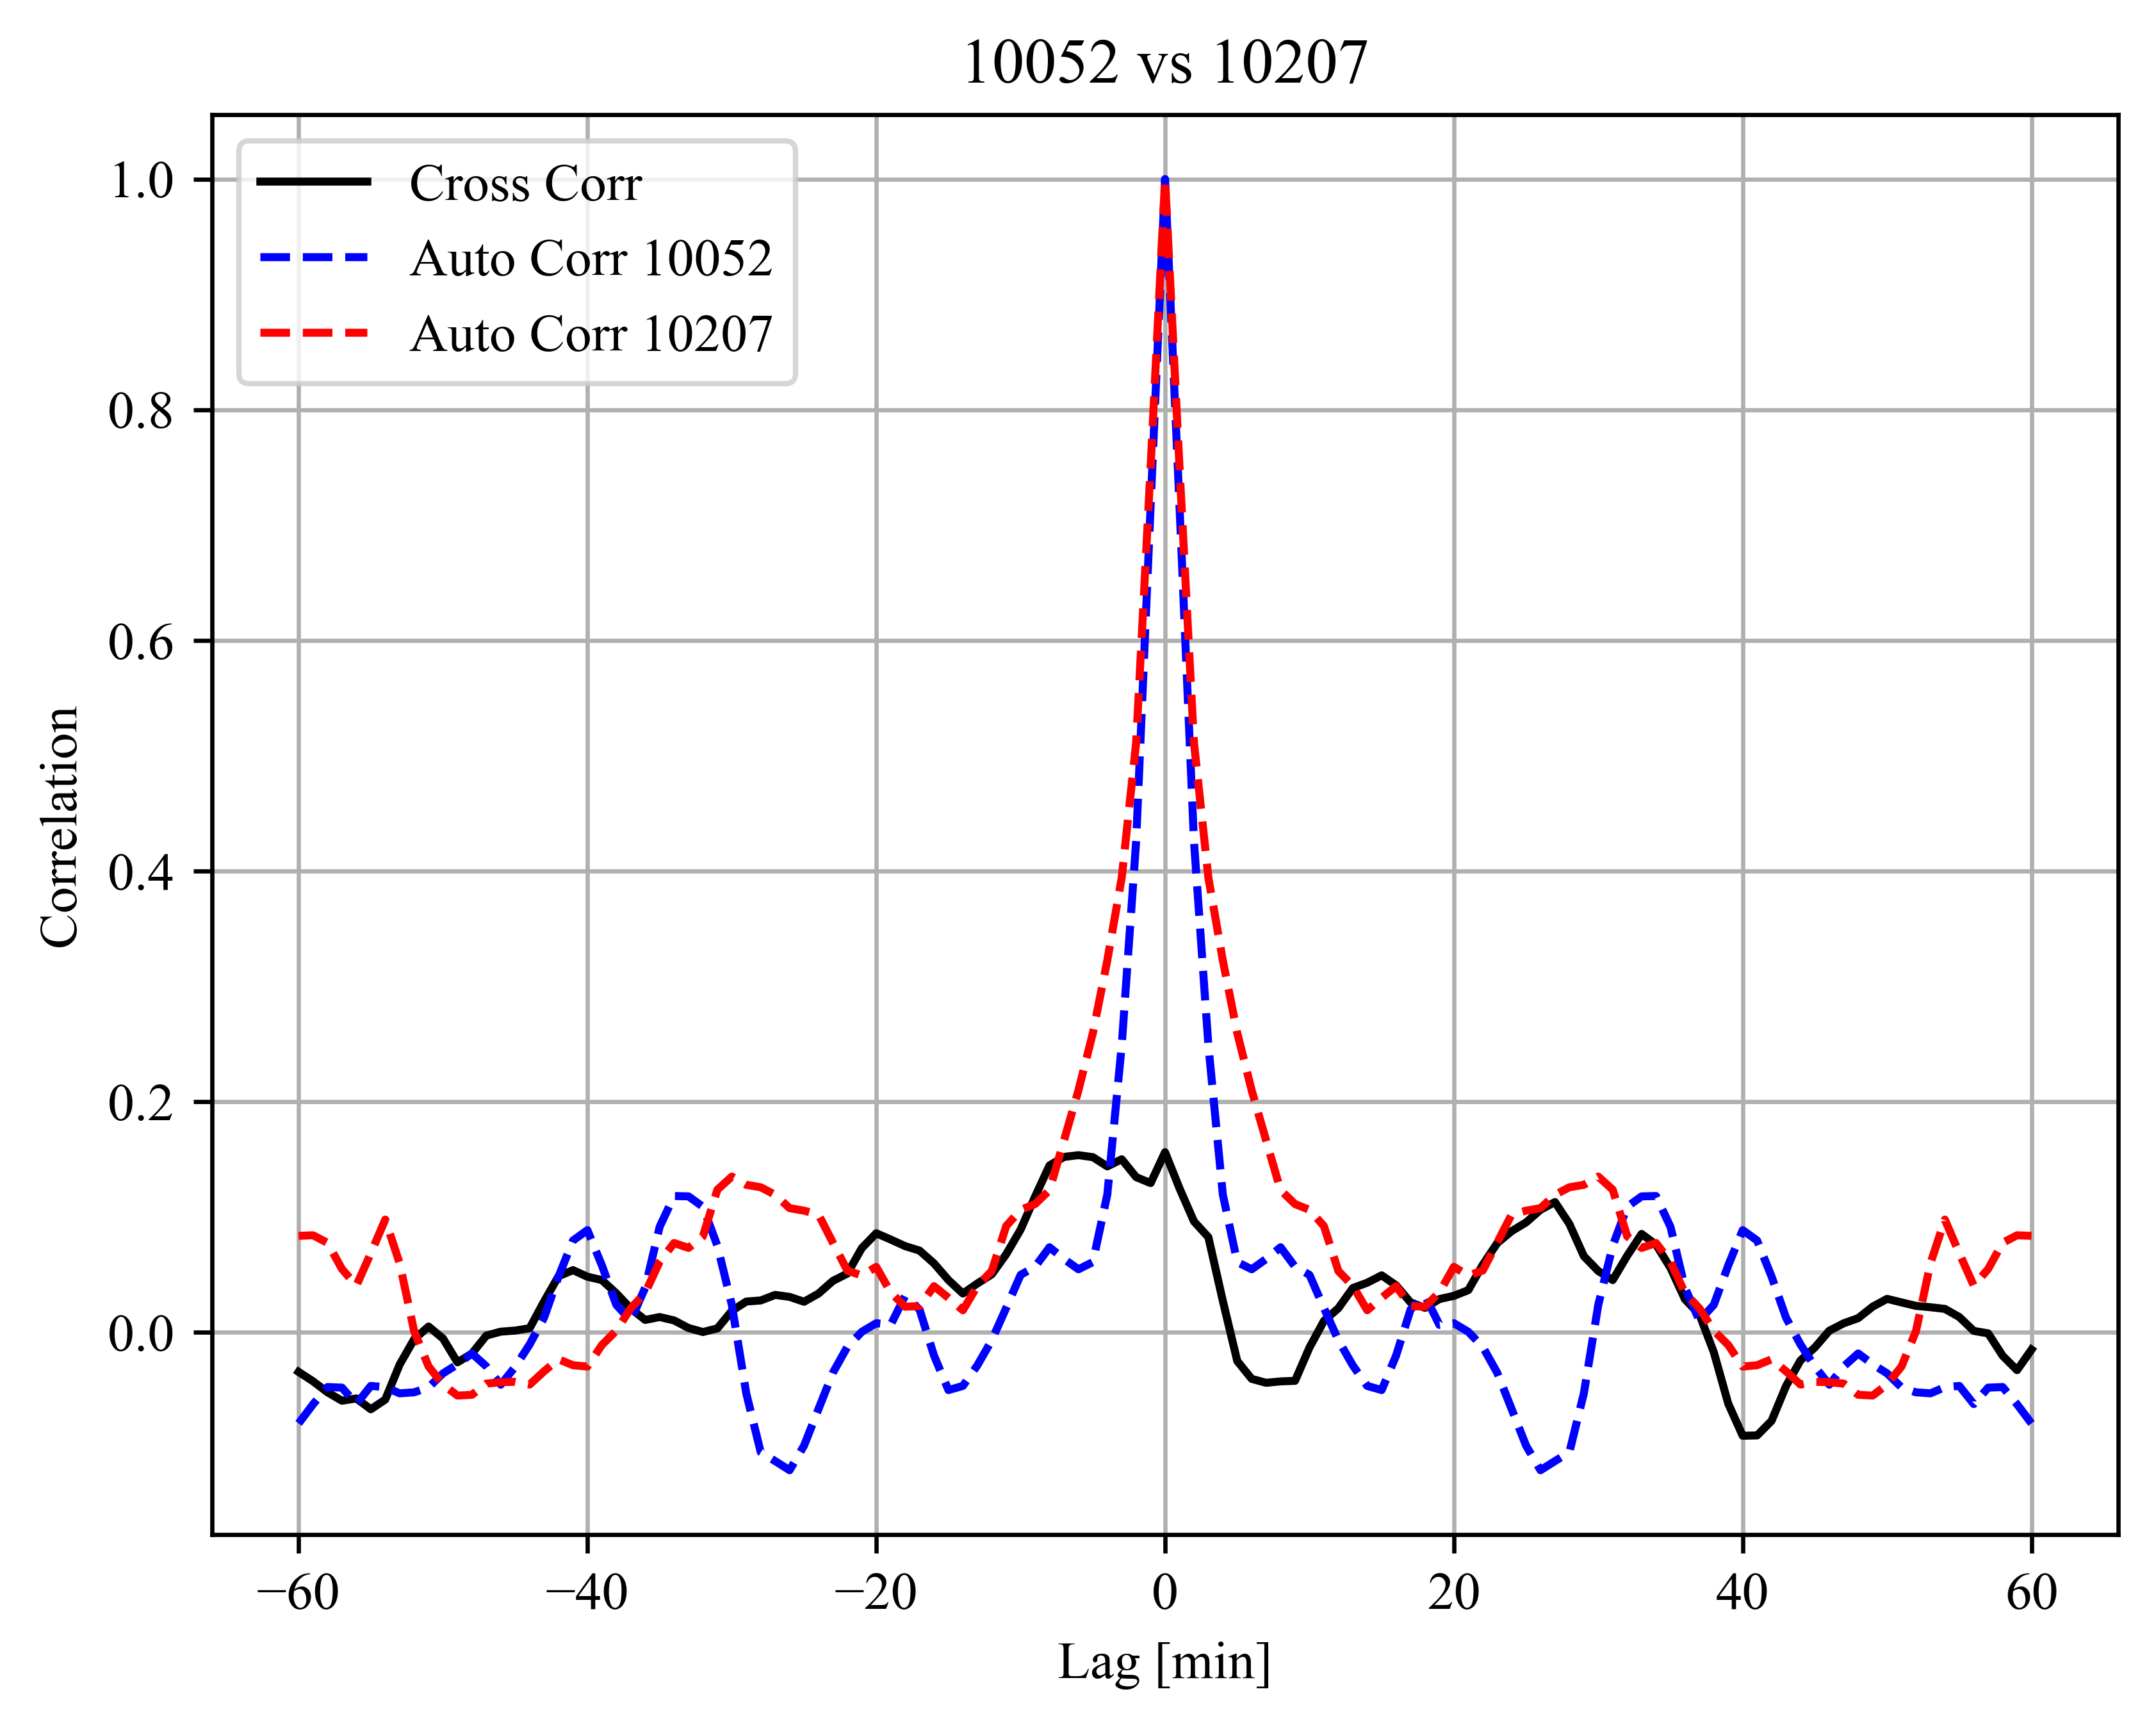 10052 vs 10207
Cross Corr
Auto Corr 10052
Auto Corr 10207
1.0
0.8
0.6
0.4
0.2
0.0
Correlation
−60 −40 −20 0 20 40 60
Lag [min]